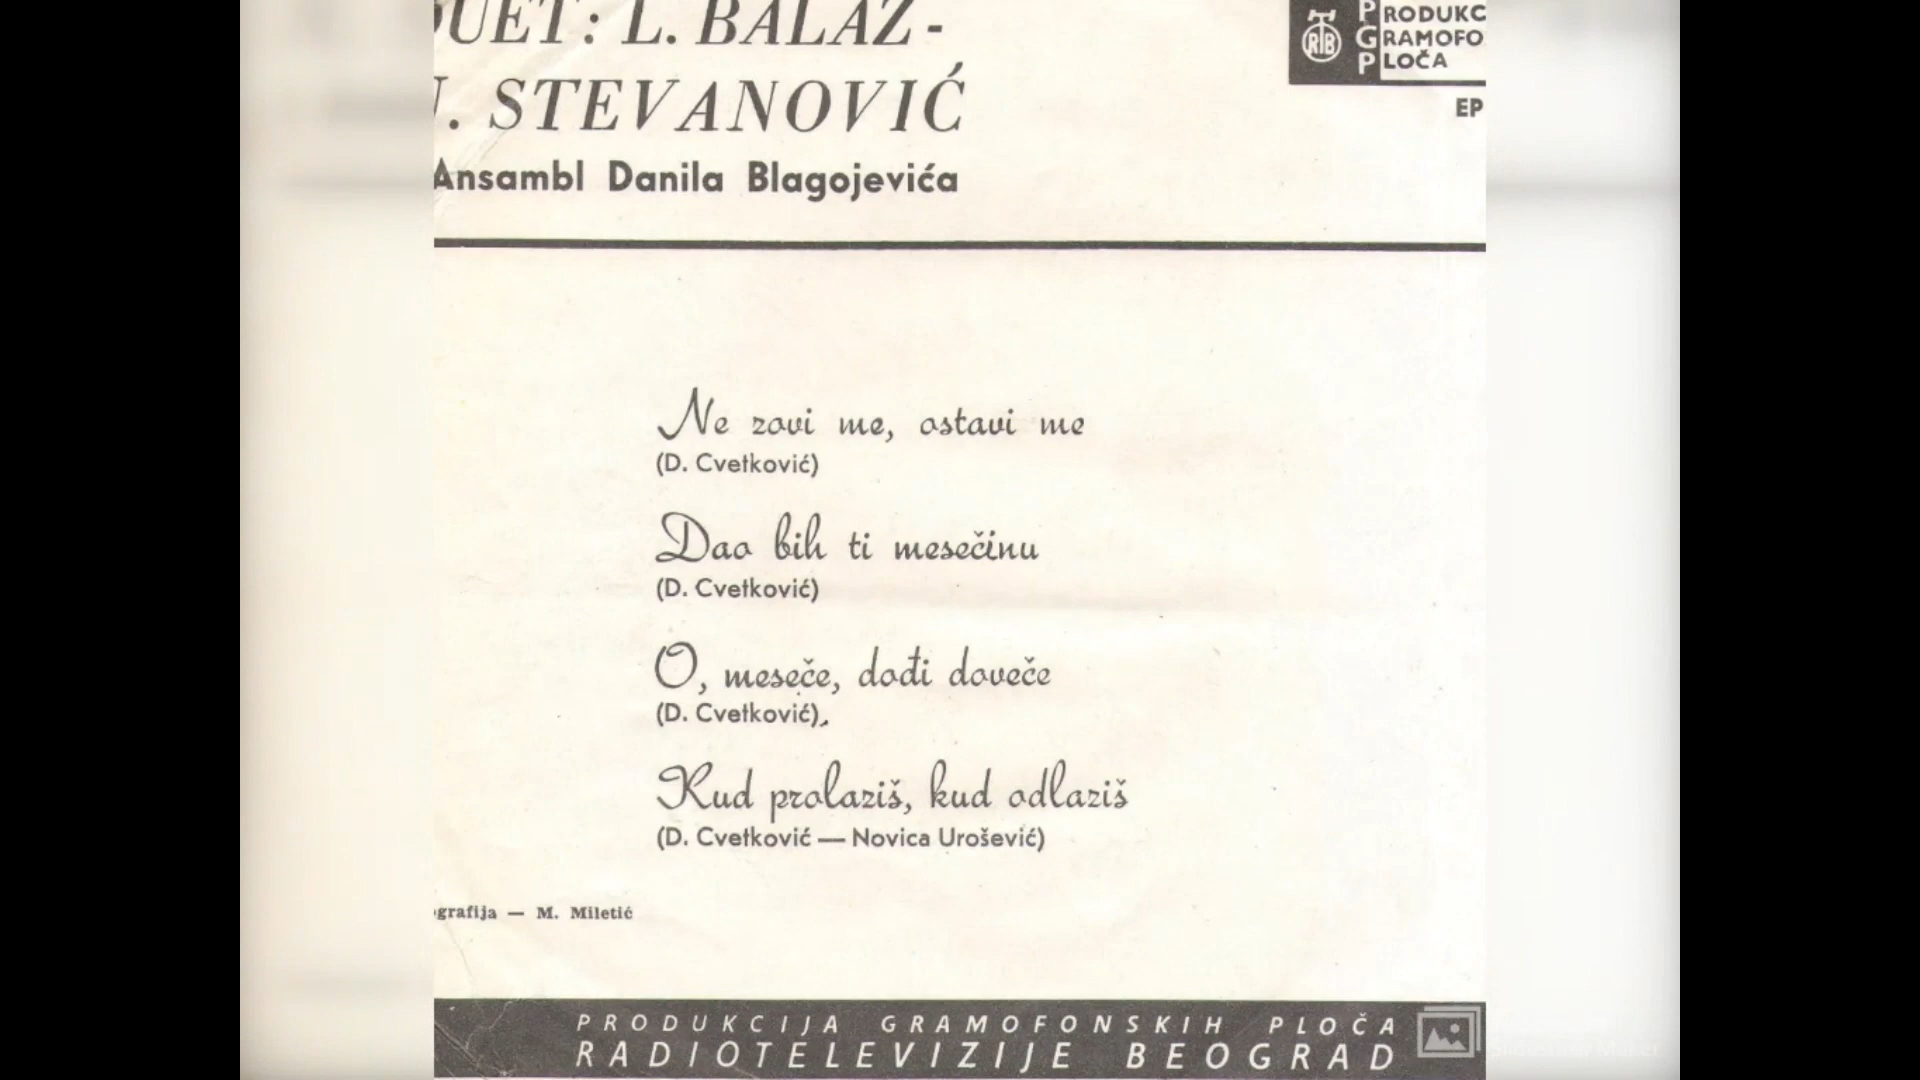 DUET: L. BALAŽ -
. STEVANOVIĆ
Ansambl Danila Blagojevića
PRODUKC
GRAMOFO
PLOČA
RTB
EP
Ne zovi me, ostavi me
(D. Cvetković)
Dao bih ti mesečinu
(D. Cvetković)
O, meseče, dođi doveče
(D. Cvetković)
Kud prolaziš, kud odlaziš
(D. Cvetković — Novica Urošević)
grafija — M. Miletić
PRODUKCIJA GRAMOFONSKIH PLOČA
RADIOTELEVIZIJE BEOGRAD